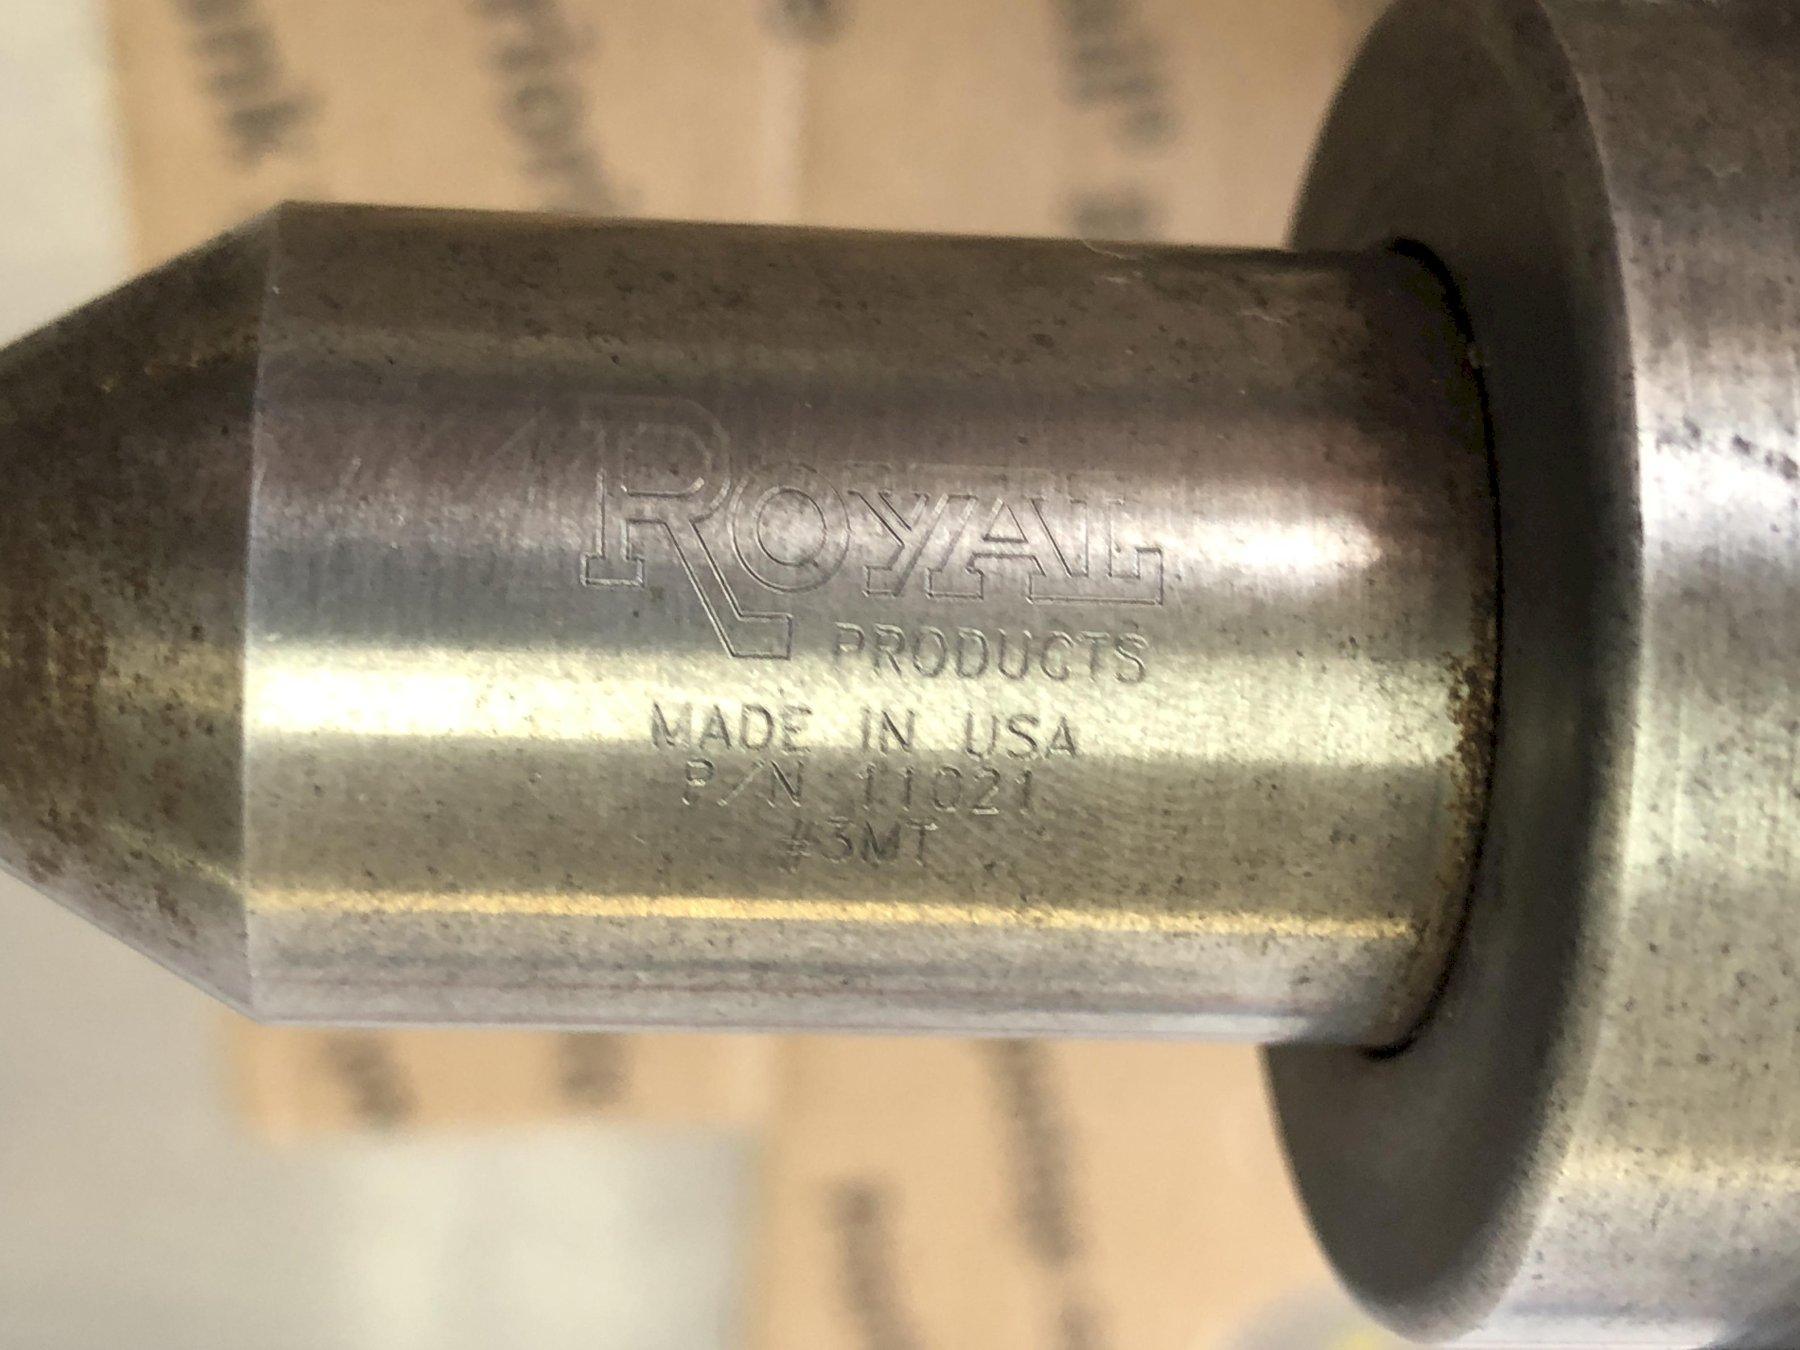 ROYAL
PRODUCTS
MADE IN USA
P/N 11021
#3MT